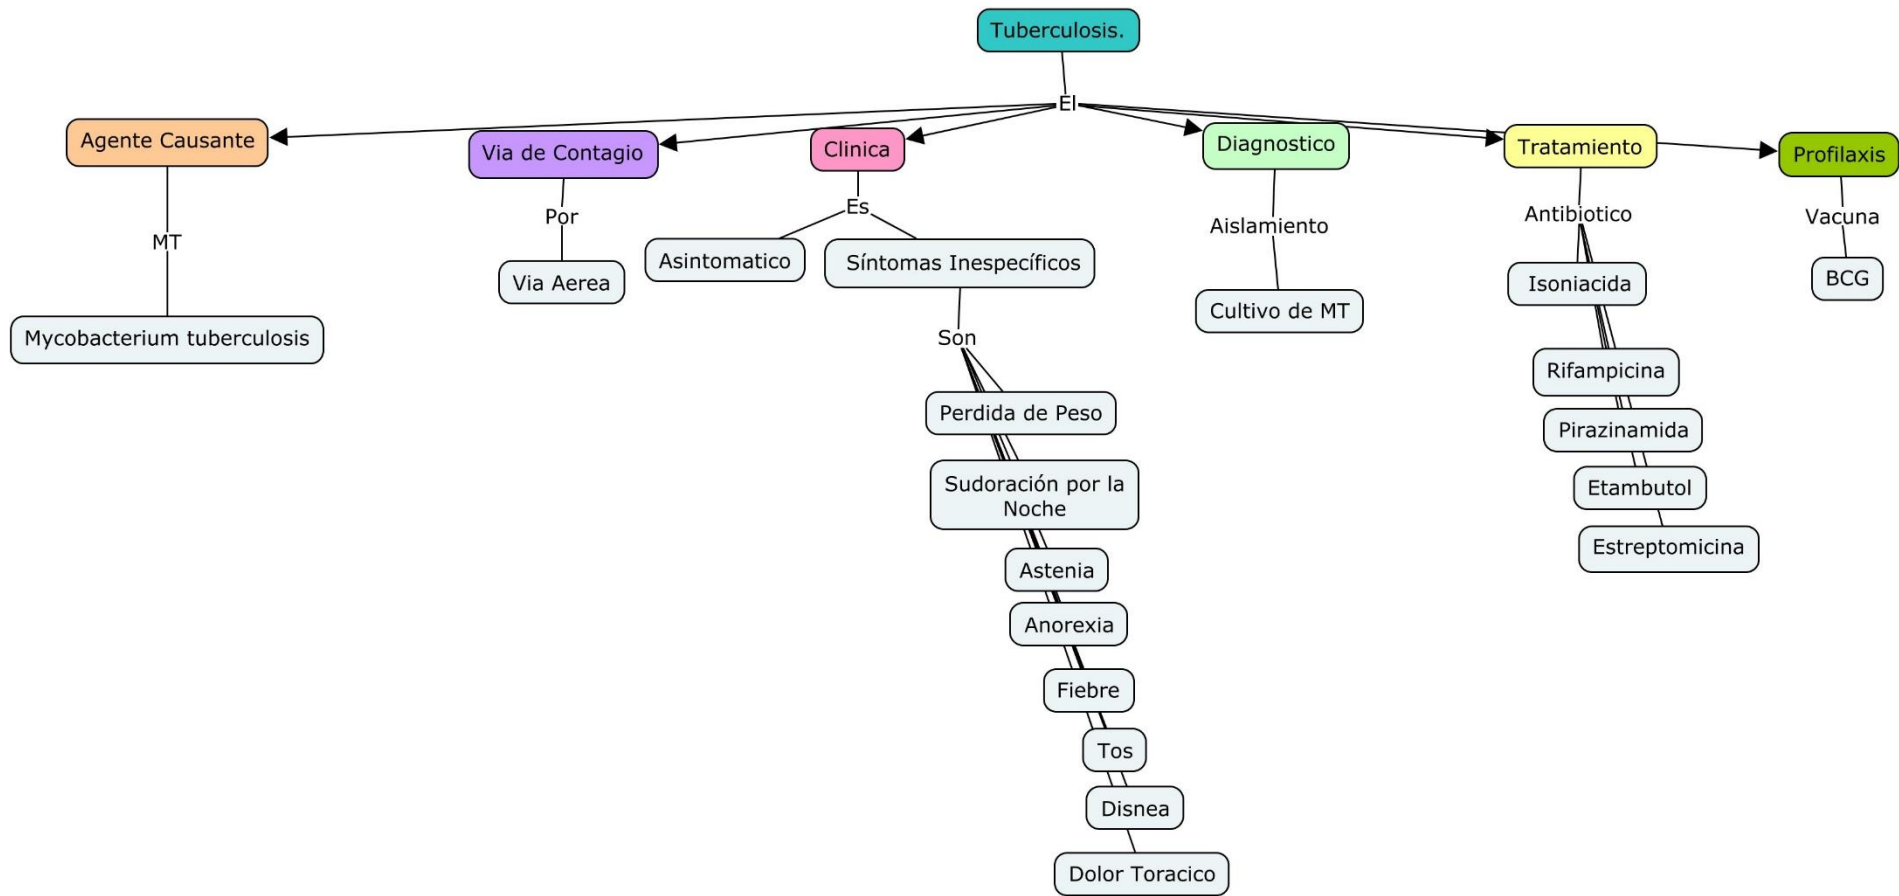 Tuberculosis.
El
Agente Causante
MT
Mycobacterium tuberculosis
Via de Contagio
Por
Via Aerea
Clinica
Es
Asintomatico
Síntomas Inespecíficos
Son
Perdida de Peso
Sudoración por la
Noche
Astenia
Anorexia
Fiebre
Tos
Disnea
Dolor Toracico
Diagnostico
Aislamiento
Cultivo de MT
Tratamiento
Antibiotico
Isoniacida
Rifampicina
Pirazinamida
Etambutol
Estreptomicina
Profilaxis
Vacuna
BCG